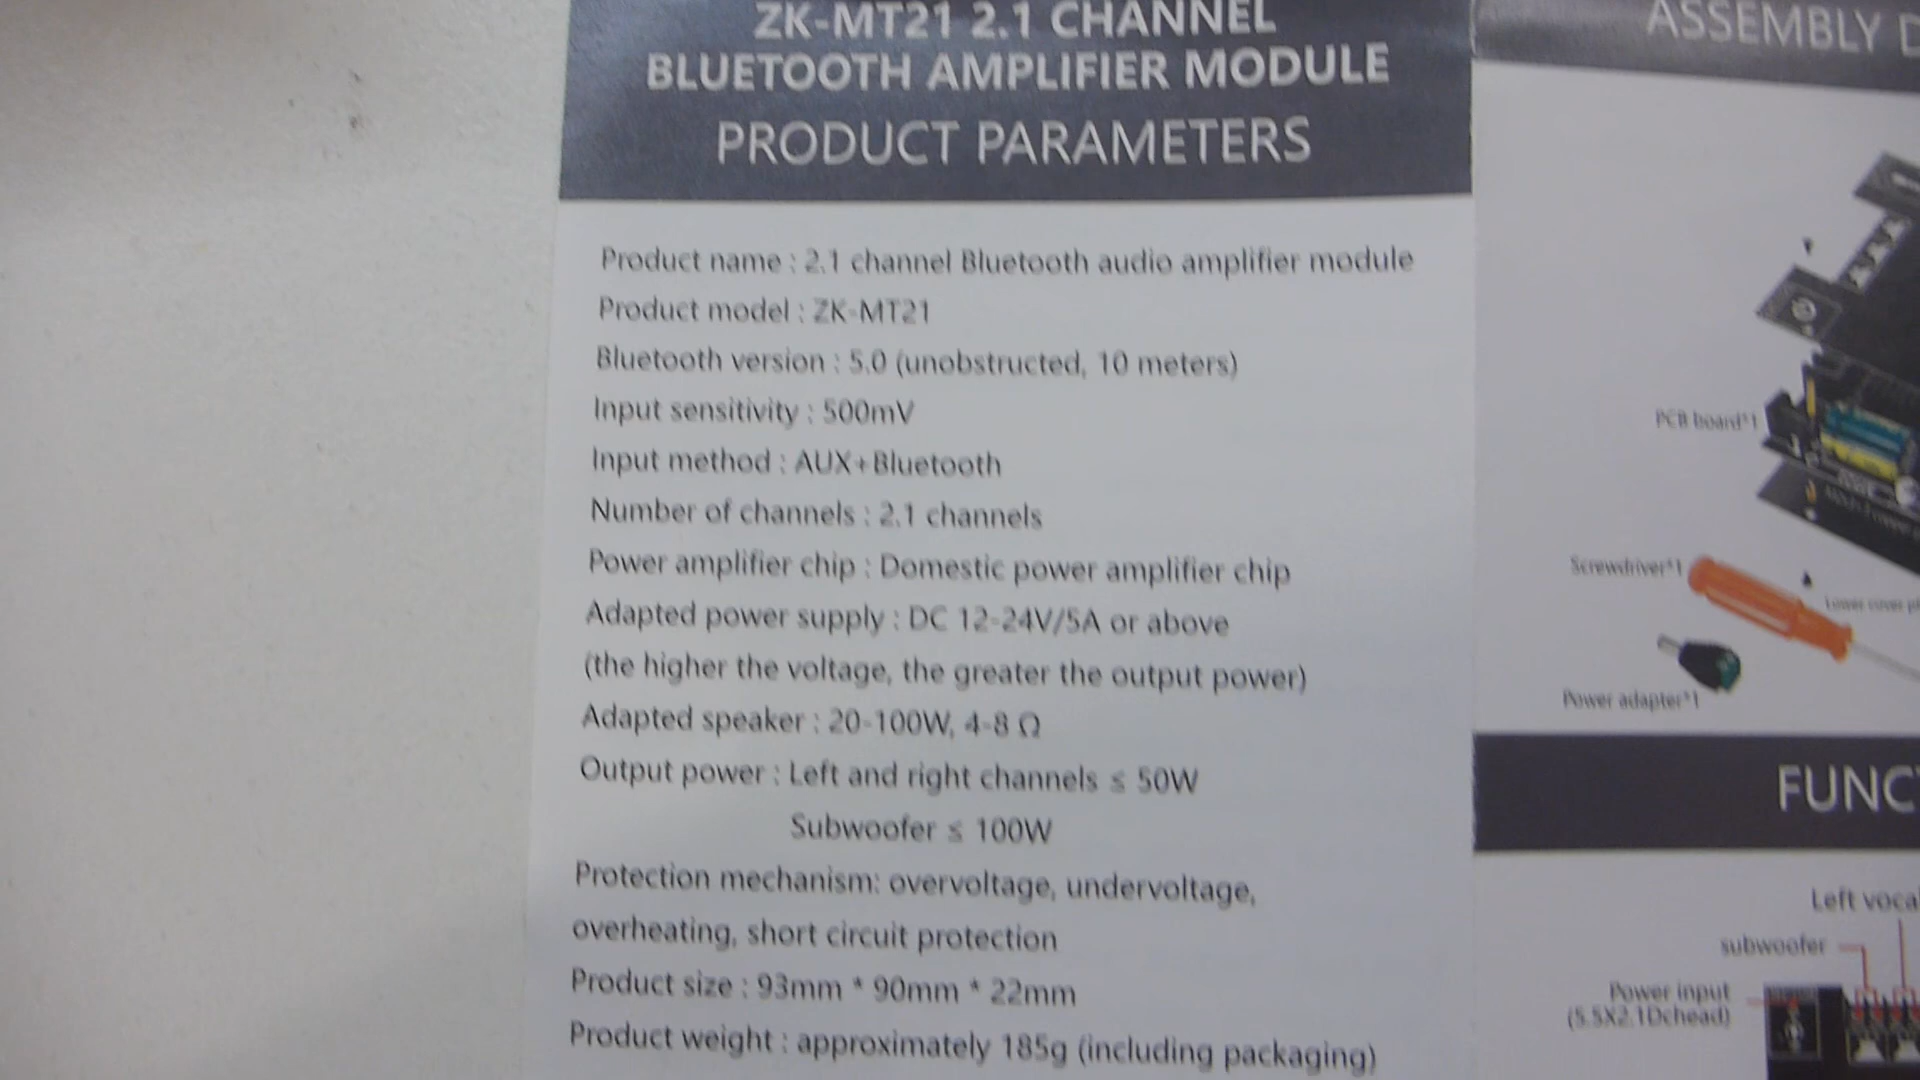 ZK-MT21 2.1 CHANNEL
BLUETOOTH AMPLIFIER MODULE
PRODUCT PARAMETERS
Product name : 2.1 channel Bluetooth audio amplifier module
Product model : ZK-MT21
Bluetooth version : 5.0 (unobstructed, 10 meters)
Input sensitivity : 500mV
Input method : AUX+Bluetooth
Number of channels : 2.1 channels
Power amplifier chip : Domestic power amplifier chip
Adapted power supply : DC 12-24V/5A or above
(the higher the voltage, the greater the output power)
Adapted speaker : 20-100W, 4-8 Ω
Output power : Left and right channels ≤ 50W
Subwoofer ≤ 100W
Protection mechanism: overvoltage, undervoltage,
overheating, short circuit protection
Product size : 93mm * 90mm * 22mm
Product weight : approximately 185g (including packaging)
ASSEMBLY D
PCB board*1
Screwdriver*1
Lower cover pl
Power adapter*1
FUNCT
Left voca
subwoofer
Power input
(5.5X2.1Dchead)